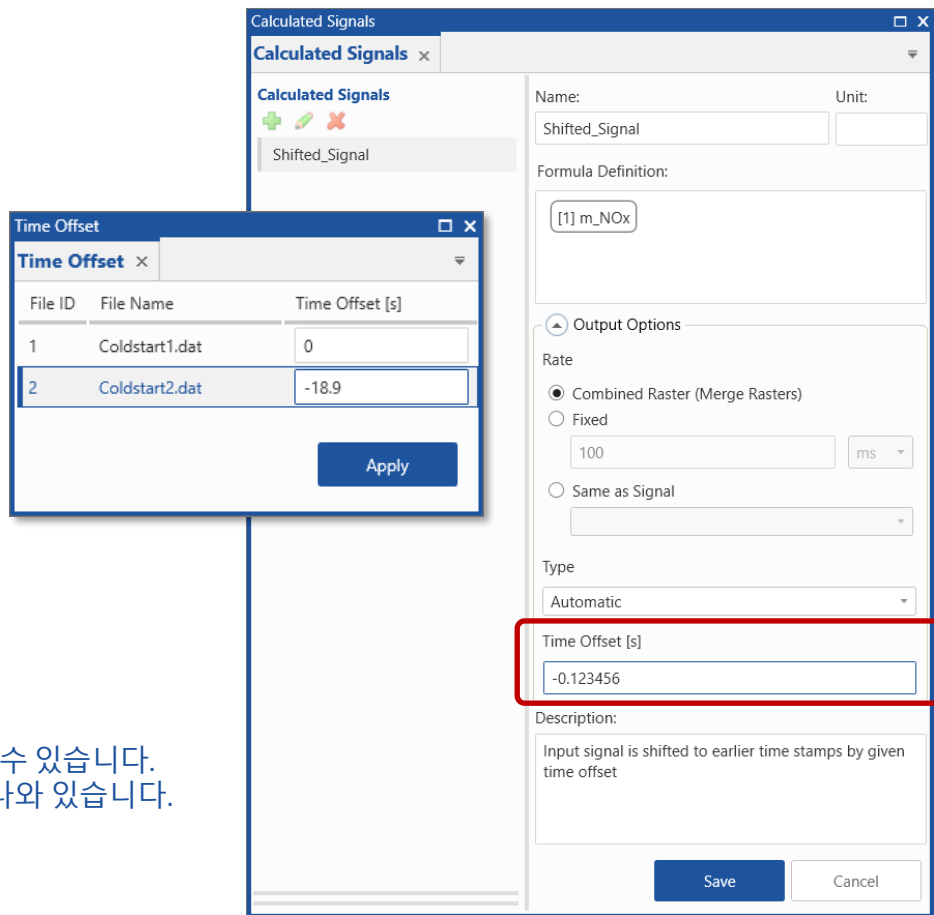 Calculated Signals
Calculated Signals
Calculated Signals
Shifted_Signal
Name:
Unit:
Shifted_Signal
Formula Definition:
[1] m_NOx
Output Options
Rate
Combined Raster (Merge Rasters)
Fixed
100
ms
Same as Signal
Type
Automatic
Time Offset [s]
-0.123456
Description:
Input signal is shifted to earlier time stamps by given
time offset
Save
Cancel
Time Offset
Time Offset
File ID File Name Time Offset [s]
1 Coldstart1.dat 0
2 Coldstart2.dat -18.9
Apply
수 있습니다.
있습니다.